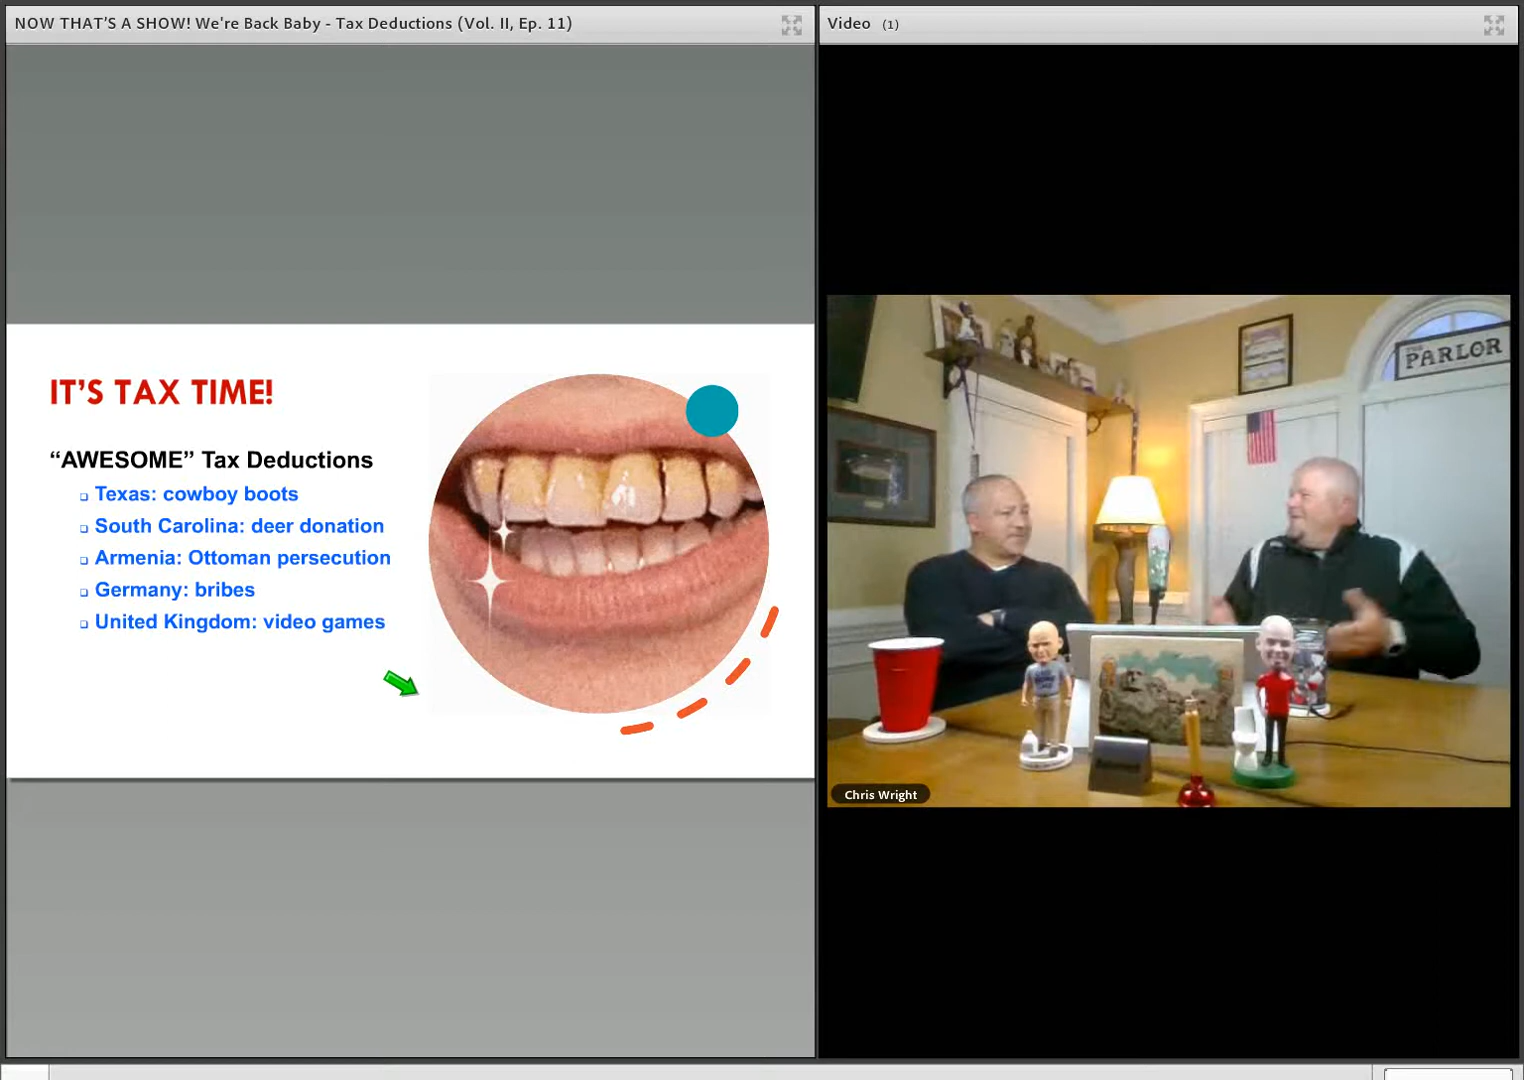 NOW THAT'S A SHOW! We're Back Baby - Tax Deductions (Vol. II, Ep. 11)
Video (1)
IT'S TAX TIME!
“AWESOME” Tax Deductions
Texas: cowboy boots
South Carolina: deer donation
Armenia: Ottoman persecution
Germany: bribes
United Kingdom: video games
THE PARLOR
Chris Wright